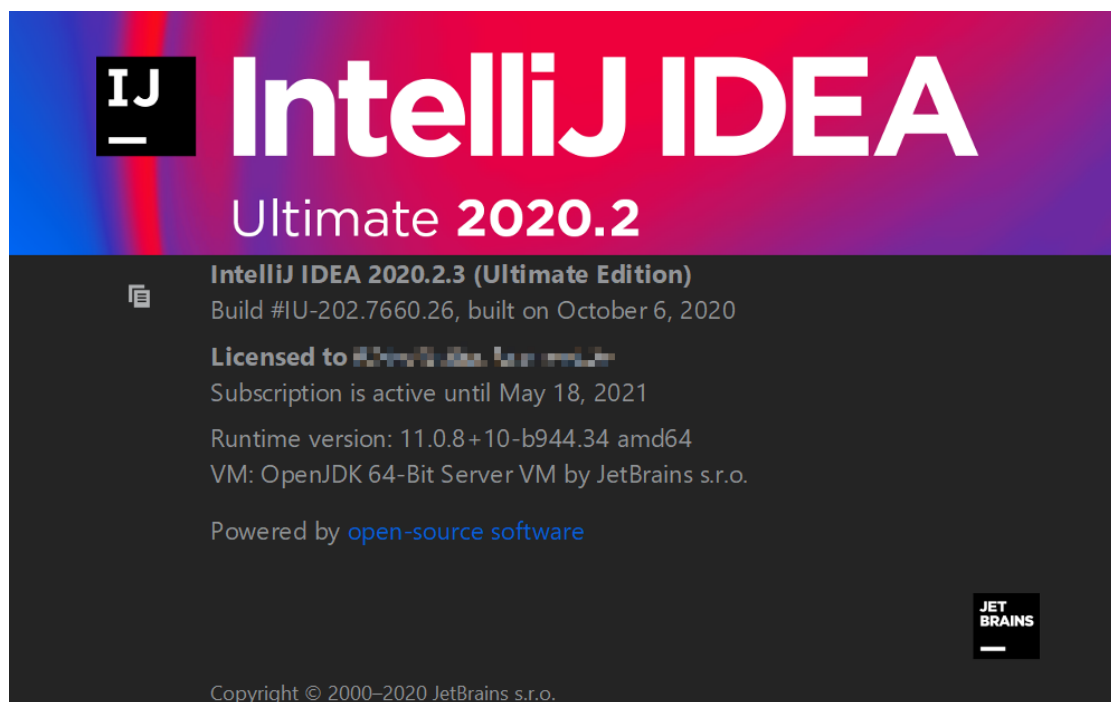 IJ
IntelliJ IDEA
Ultimate 2020.2
IntelliJ IDEA 2020.2.3 (Ultimate Edition)
Build #IU-202.7660.26, built on October 6, 2020
Licensed to
Subscription is active until May 18, 2021
Runtime version: 11.0.8+10-b944.34 amd64
VM: OpenJDK 64-Bit Server VM by JetBrains s.r.o.
Powered by open-source software
JET
BRAINS
Copyright © 2000–2020 JetBrains s.r.o.